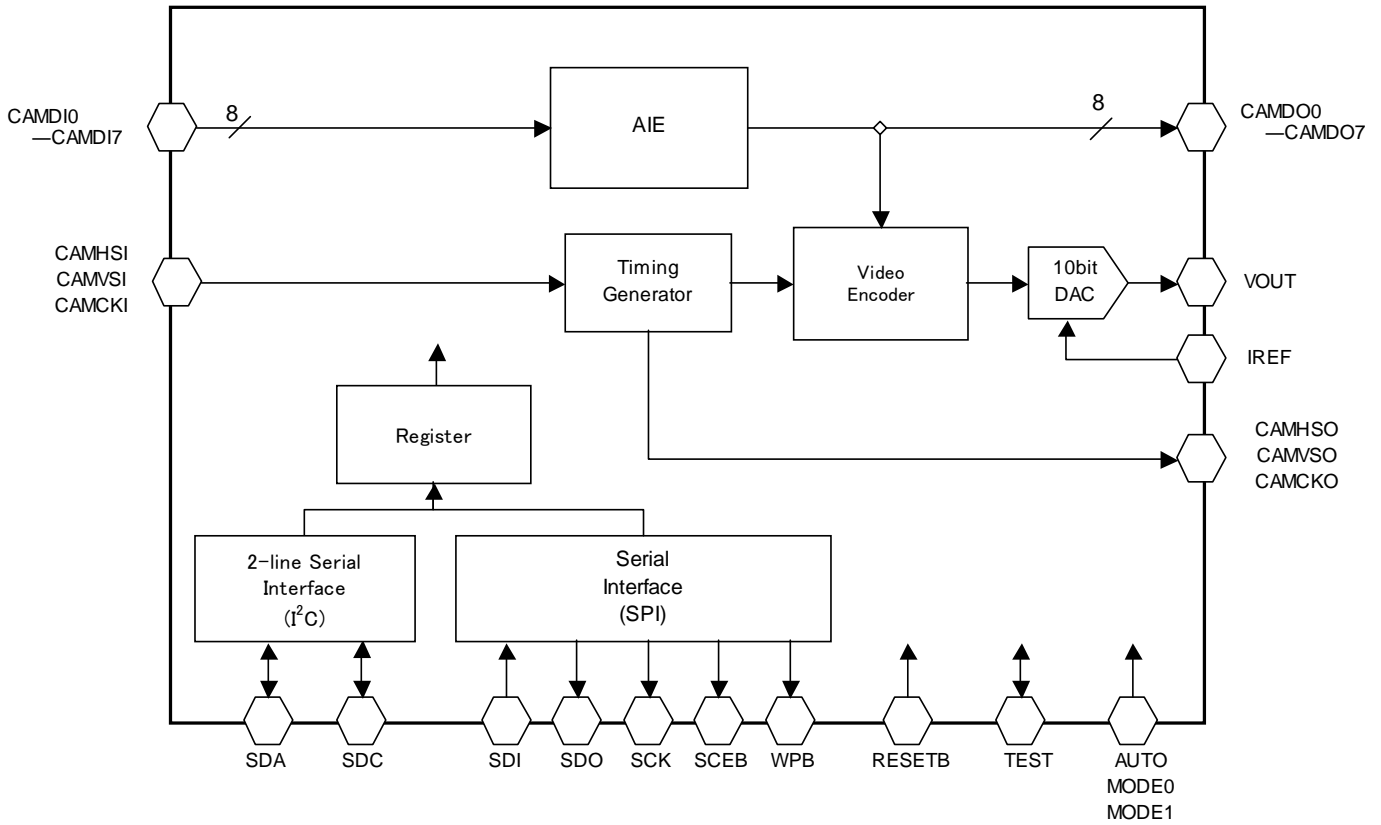 8
8
CAMDI0
—CAMDI7
AIE
CAMDO0
—CAMDO7
CAMHSI
CAMVSI
CAMCKI
Timing
Generator
Video
Encoder
10bit
DAC
VOUT
IREF
Register
CAMHSO
CAMVSO
CAMCKO
2-line Serial
Interface
(I²C)
Serial
Interface
(SPI)
SDA
SDC
SDI
SDO
SCK
SCEB
WPB
RESETB
TEST
AUTO
MODE0
MODE1